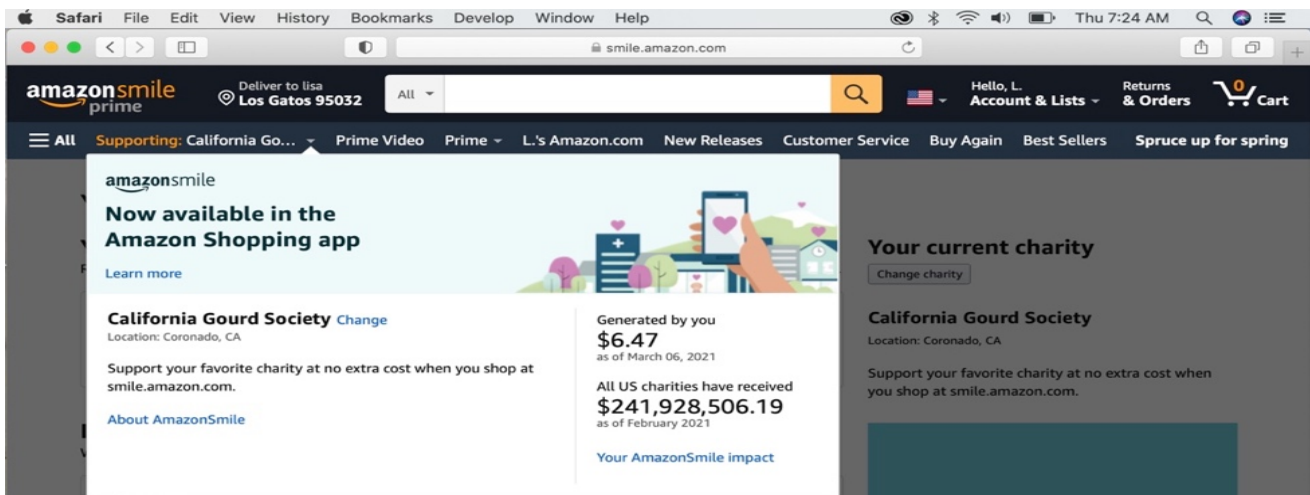 Safari File Edit View History Bookmarks Develop Window Help Thu 7:24 AM
smile.amazon.com
amazonsmile
prime
Deliver to lisa
Los Gatos 95032
All
Hello, L.
Account & Lists
Returns
& Orders
0
Cart
All Supporting: California Go... Prime Video Prime L.'s Amazon.com New Releases Customer Service Buy Again Best Sellers Spruce up for spring
amazonsmile
Now available in the
Amazon Shopping app
Learn more
California Gourd Society Change
Location: Coronado, CA
Support your favorite charity at no extra cost when you shop at
smile.amazon.com.
About AmazonSmile
Generated by you
$6.47
as of March 06, 2021
All US charities have received
$241,928,506.19
as of February 2021
Your AmazonSmile impact
Your current charity
Change charity
California Gourd Society
Location: Coronado, CA
Support your favorite charity at no extra cost when
you shop at smile.amazon.com.